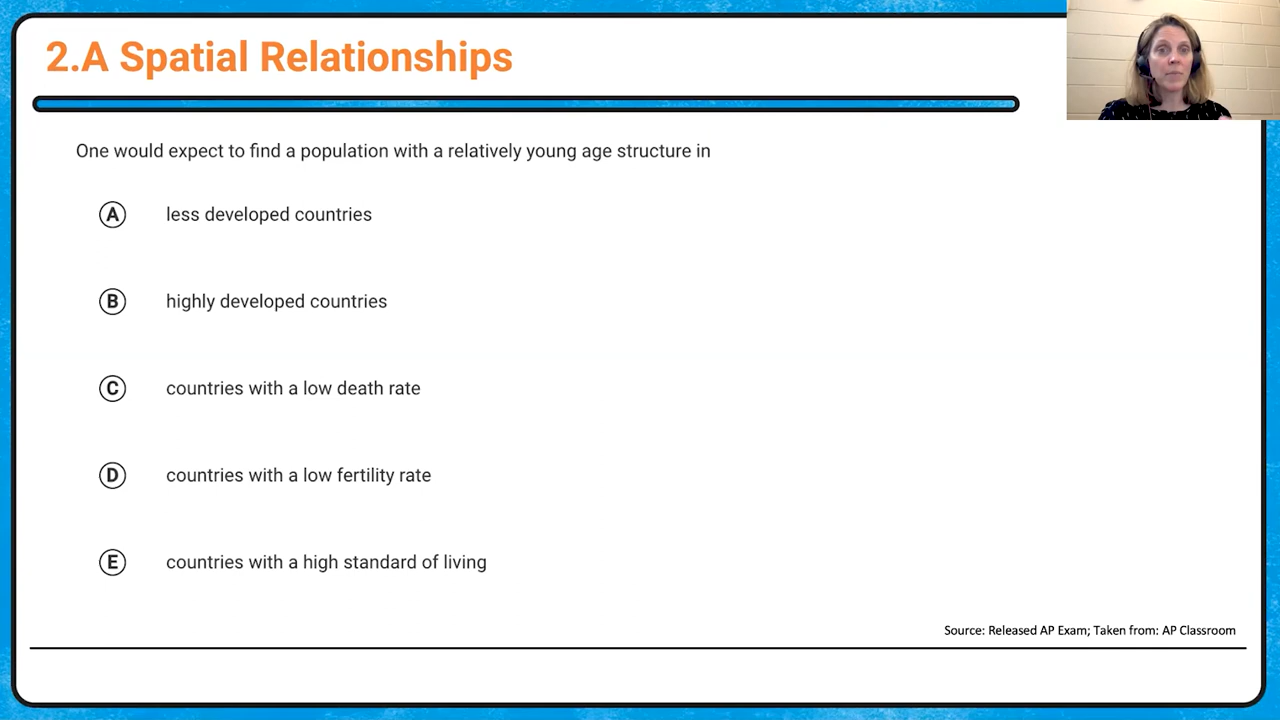 2.A Spatial Relationships
One would expect to find a population with a relatively young age structure in
A less developed countries
B highly developed countries
C countries with a low death rate
D countries with a low fertility rate
E countries with a high standard of living
Source: Released AP Exam; Taken from: AP Classroom